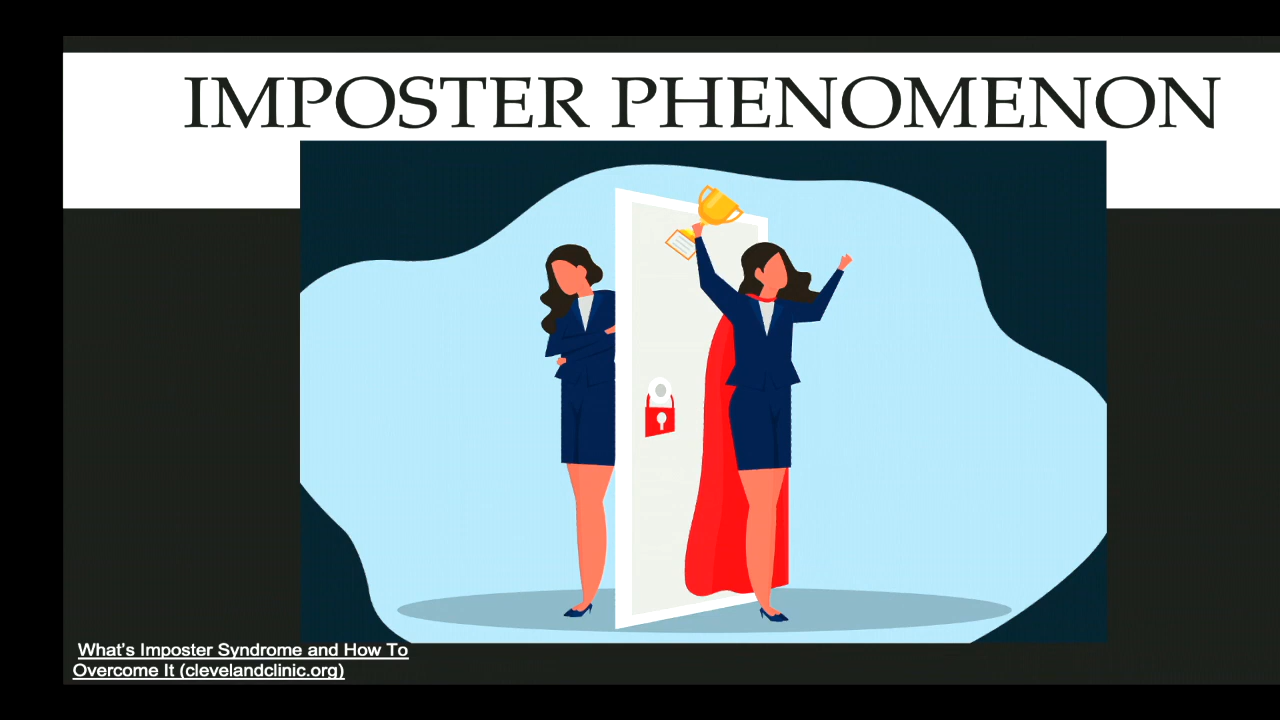 IMPOSTER PHENOMENON
What's Imposter Syndrome and How To
Overcome It (clevelandclinic.org)